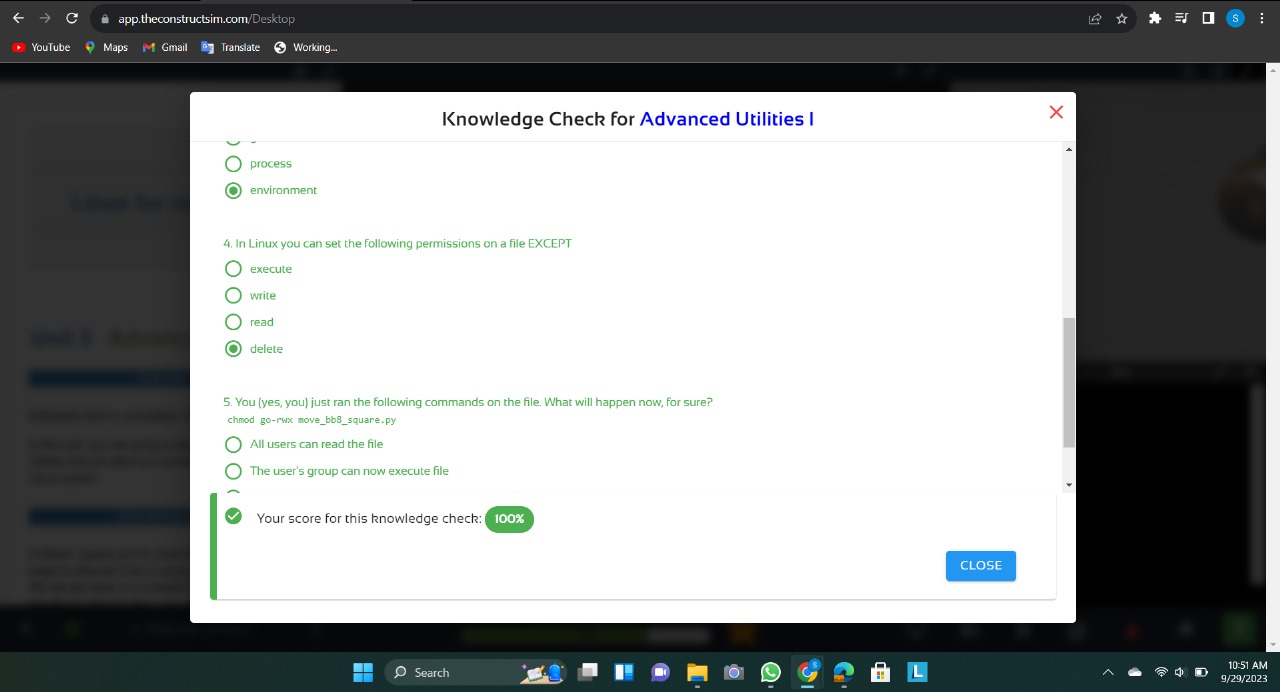 app.theconstructsim.com/Desktop
S
YouTube
Maps
Gmail
Translate
Working...
Knowledge Check for Advanced Utilities I
process
environment
4. In Linux you can set the following permissions on a file EXCEPT
execute
write
read
delete
5. You (yes, you) just ran the following commands on the file. What will happen now, for sure?
chmod go-rwx move_bb8_square.py
All users can read the file
The user's group can now execute file
Your score for this knowledge check: 100%
CLOSE
Search
S
L
10:51 AM
9/29/2023